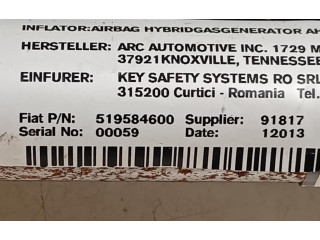 INFLATOR:AIRBAG HYBRIDGASGENERATOR AH
HERSTELLER: ARC AUTOMOTIVE INC. 1729 M
37921KNOXVILLE, TENNESSEE
EINFURER: KEY SAFETY SYSTEMS RO SRL
315200 Curtici - Romania Tel.
Fiat P/N: 519584600 Supplier: 91817
Serial No: 00059 Date: 12013